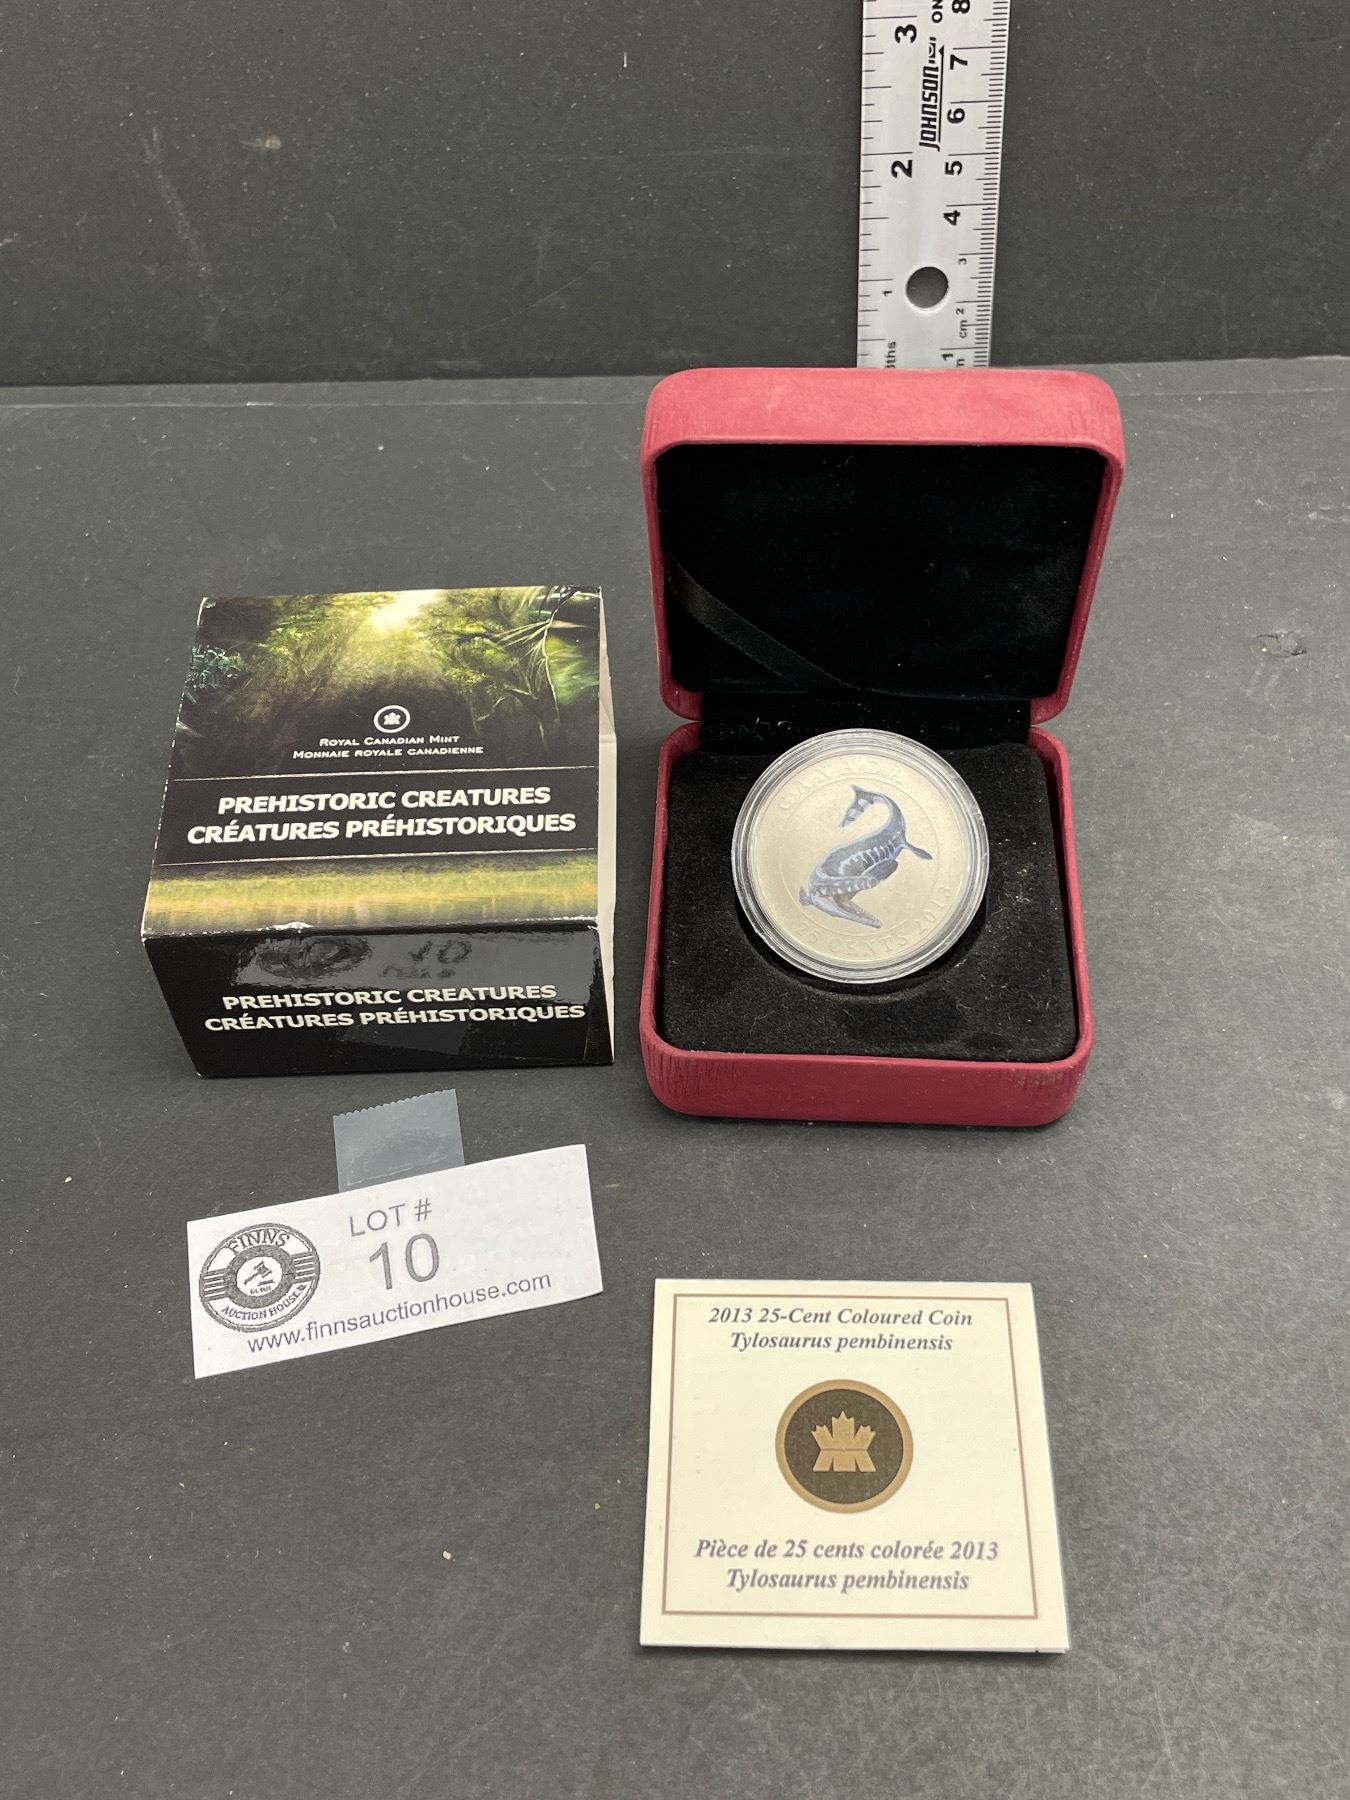 3
2
1
8
7
6
5
4
3
cm 2
1
JOHNSON
ROYAL CANADIAN MINT
MONNAIE ROYALE CANADIENNE
PREHISTORIC CREATURES
CRÉATURES PRÉHISTORIQUES
PREHISTORIC CREATURES
CRÉATURES PRÉHISTORIQUES
CANADA
25 CENTS 2013
FINNS
AUCTION HOUSE
LOT #
10
www.finnsauctionhouse.com
2013 25-Cent Coloured Coin
Tylosaurus pembinensis
Pièce de 25 cents colorée 2013
Tylosaurus pembinensis